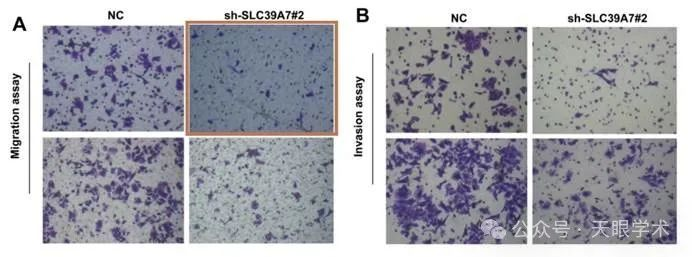 A
NC
sh-SLC39A7#2
Migration assay
B
NC
sh-SLC39A7#2
Invasion assay
公众号·天眼学术